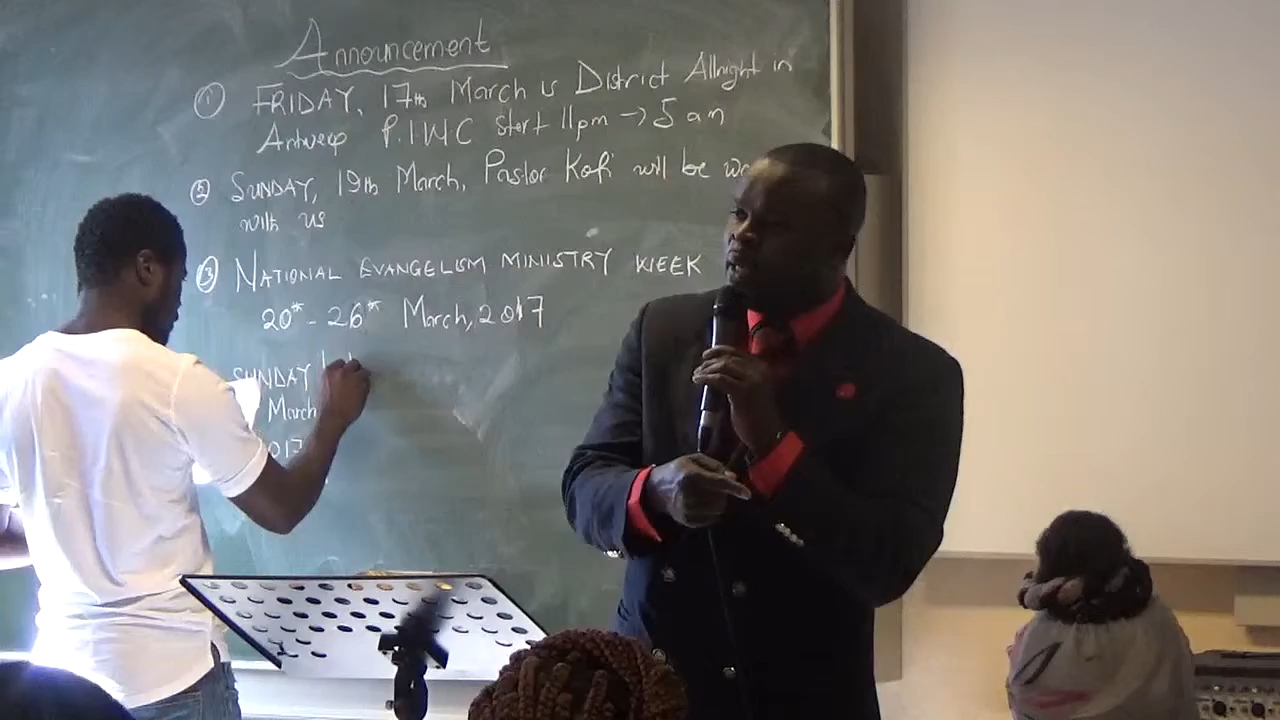 Announcement
① FRIDAY, 17th March is District Allnight in
Antwerp P.I.W.C Start 11pm → 5 am
② SUNDAY, 19th March, Pastor Kofi will be
with us
③ NATIONAL EVANGELISM MINISTRY WEEK
20th - 26th March, 2017
SUNDAY
March
017